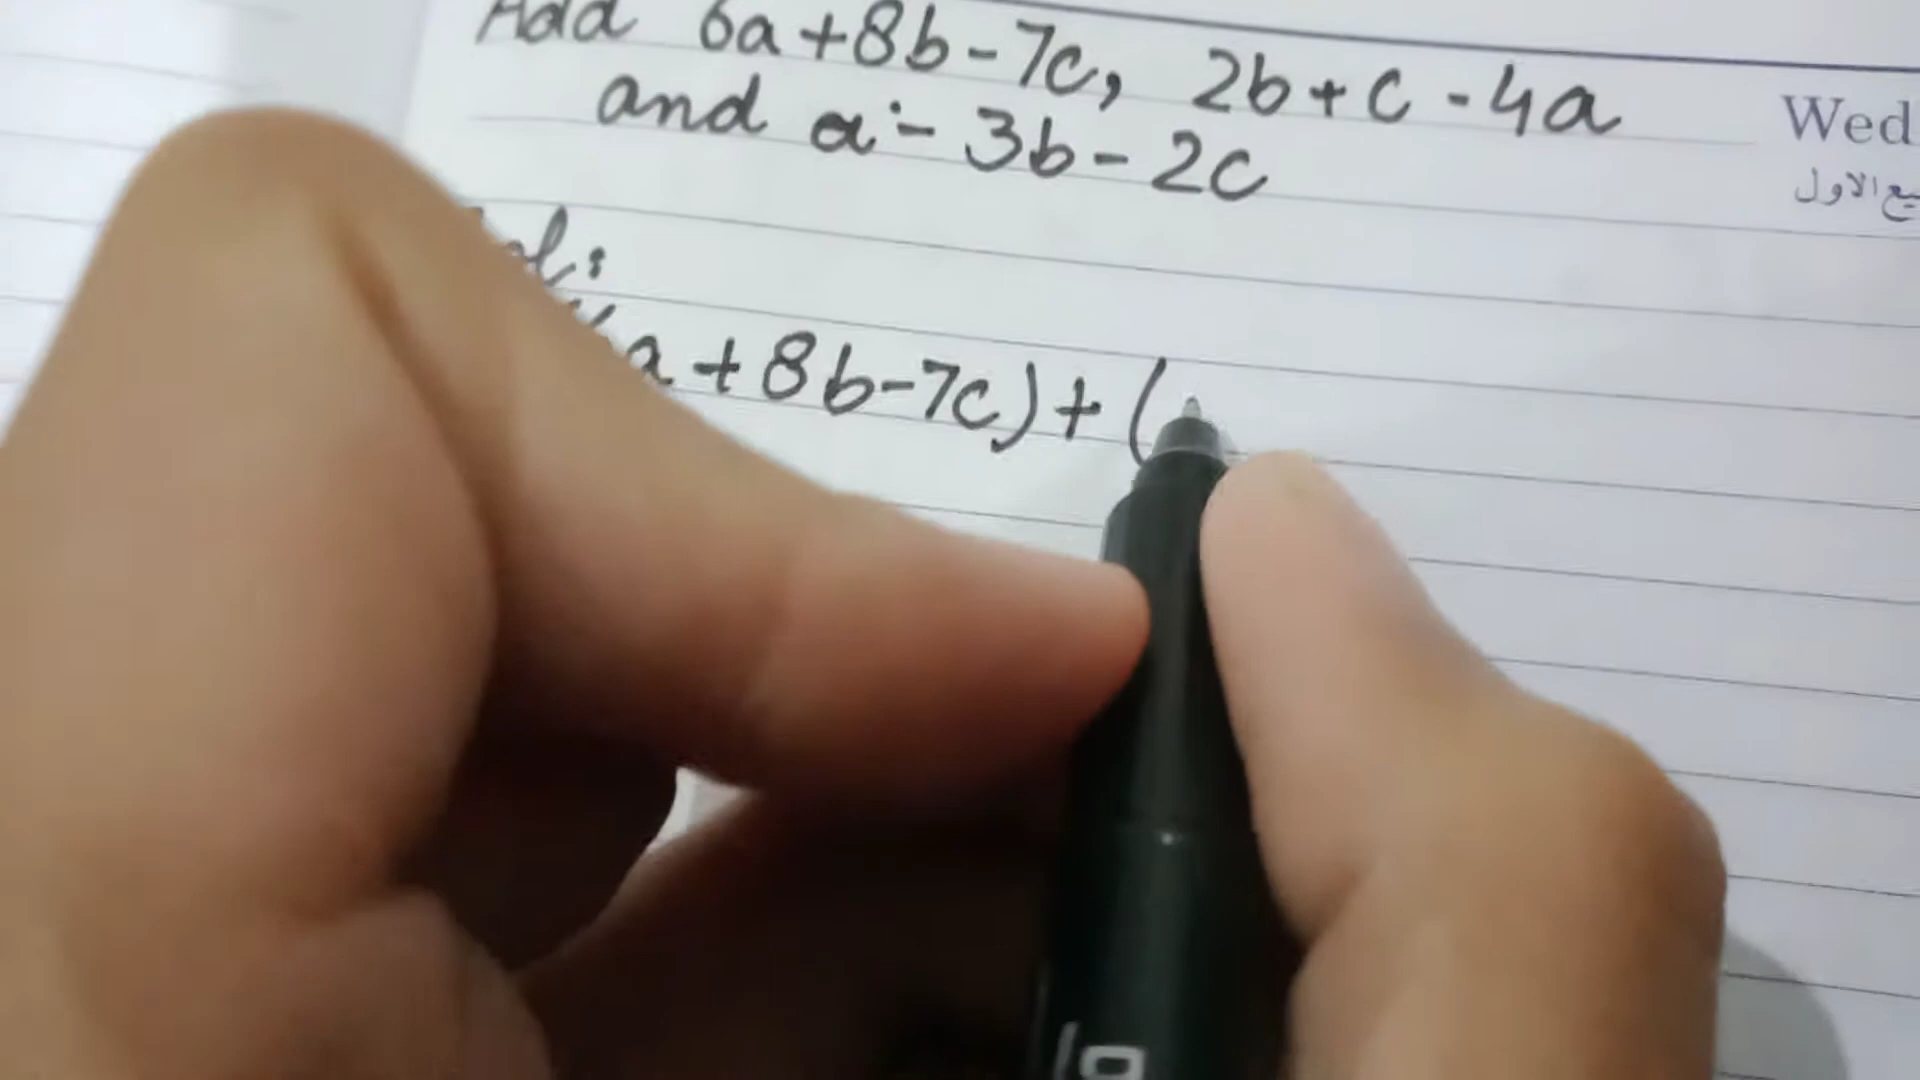 Add 6a+8b-7c, 2b+c-4a
and a - 3b - 2c
Wed
a + 8b-7c) + (